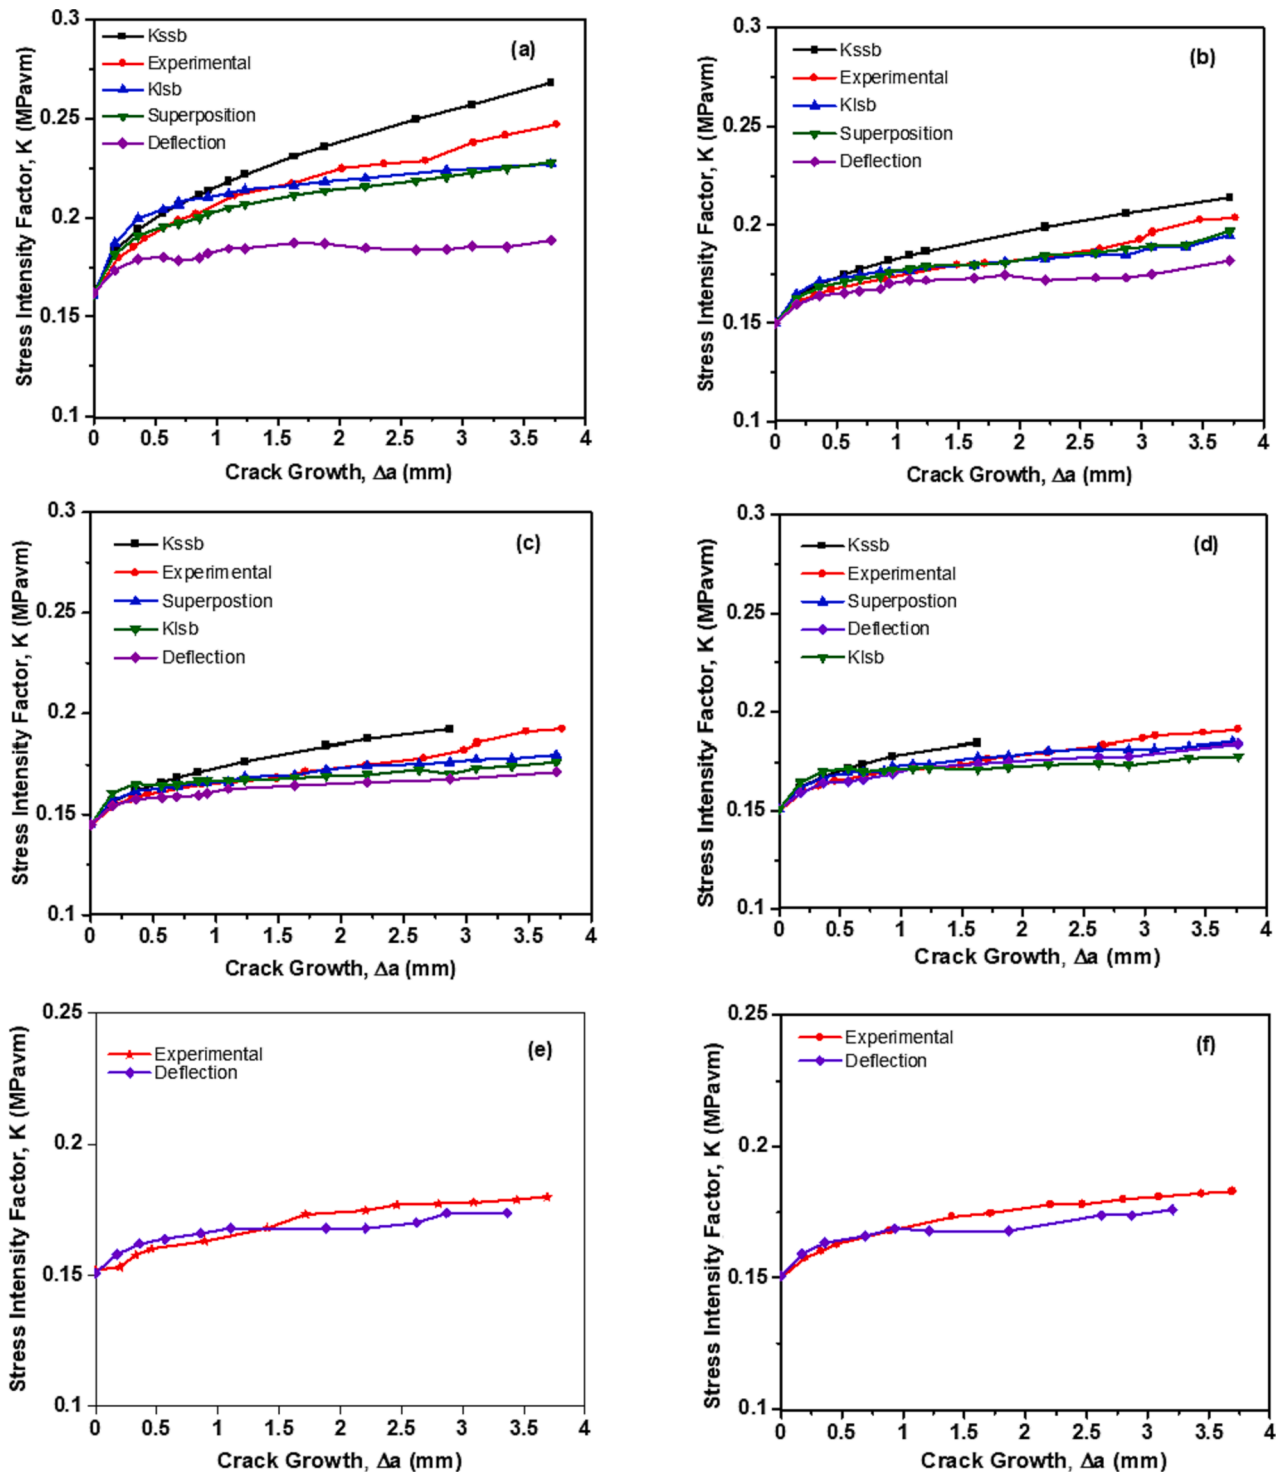 Stress Intensity Factor, K (MPavm)
0.3
0.25
0.2
0.15
0.1
Kssb
Experimental
Klsb
Superposition
Deflection
(a)
0 0.5 1 1.5 2 2.5 3 3.5 4
Crack Growth, Δa (mm)
Stress Intensity Factor, K (MPavm)
0.3
0.25
0.2
0.15
0.1
Kssb
Experimental
Klsb
Superposition
Deflection
(b)
0 0.5 1 1.5 2 2.5 3 3.5 4
Crack Growth, Δa (mm)
Stress Intensity Factor, K (MPavm)
0.3
0.25
0.2
0.15
0.1
Kssb
Experimental
Superpostion
Klsb
Deflection
(c)
0 0.5 1 1.5 2 2.5 3 3.5 4
Crack Growth, Δa (mm)
Stress Intensity Factor, K (MPavm)
0.3
0.25
0.2
0.15
0.1
Kssb
Experimental
Superpostion
Deflection
Klsb
(d)
0 0.5 1 1.5 2 2.5 3 3.5 4
Crack Growth, Δa (mm)
Stress Intensity Factor, K (MPavm)
0.25
0.2
0.15
0.1
Experimental
Deflection
(e)
0 0.5 1 1.5 2 2.5 3 3.5 4
Crack Growth, Δa (mm)
Stress Intensity Factor, K (MPavm)
0.25
0.2
0.15
0.1
Experimental
Deflection
(f)
0 0.5 1 1.5 2 2.5 3 3.5 4
Crack Growth, Δa (mm)